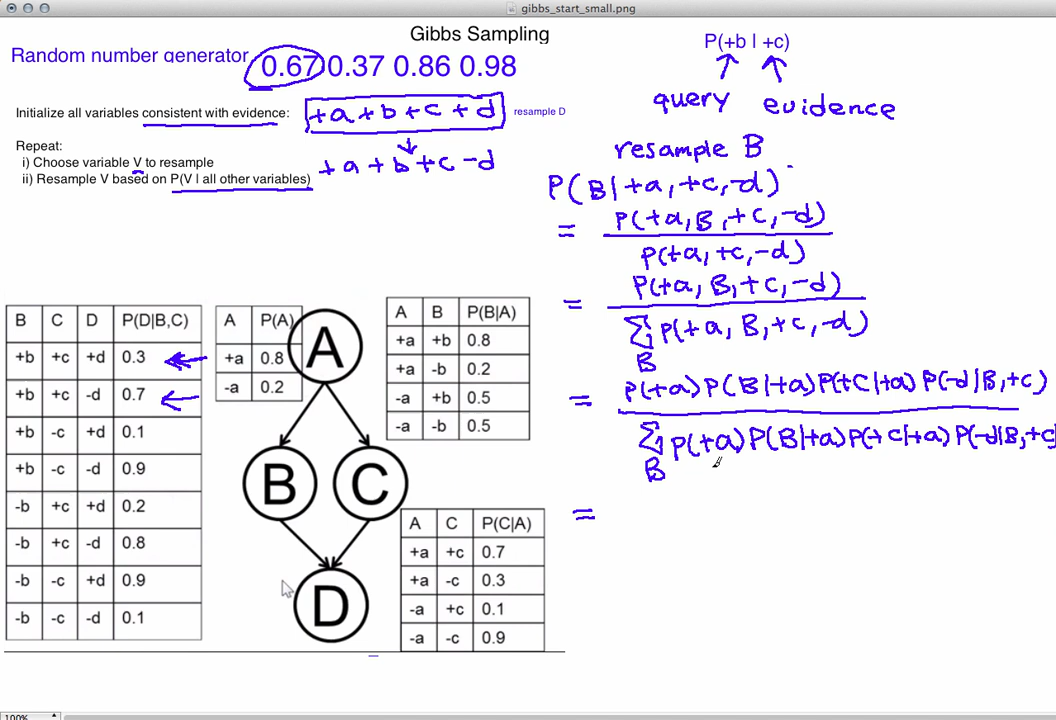 gibbs_start_small.png
Gibbs Sampling
Random number generator 0.67 0.37 0.86 0.98
Initialize all variables consistent with evidence: +a +b +c +d resample D
+a +b +c -d
Repeat:
i) Choose variable V to resample
ii) Resample V based on P(V | all other variables)
P(+b | +c)
query evidence
resample B
P(B|+a,+c,-d)
= P(+a,B,+c,-d)
P(+a,+c,-d)
= P(+a,B,+c,-d)
∑ P(+a,B,+c,-d)
B
= P(+a)P(B|+a)P(+c|+a)P(-d|B,+c)
∑ P(+a)P(B|+a)P(+c|+a)P(-d|B,+c
B
=
B C D P(D|B,C)
+b +c +d 0.3
+b +c -d 0.7
+b -c +d 0.1
+b -c -d 0.9
-b +c +d 0.2
-b +c -d 0.8
-b -c +d 0.9
-b -c -d 0.1
A P(A)
+a 0.8
-a 0.2
A
B C
D
A B P(B|A)
+a +b 0.8
+a -b 0.2
-a +b 0.5
-a -b 0.5
A C P(C|A)
+a +c 0.7
+a -c 0.3
-a +c 0.1
-a -c 0.9
100%